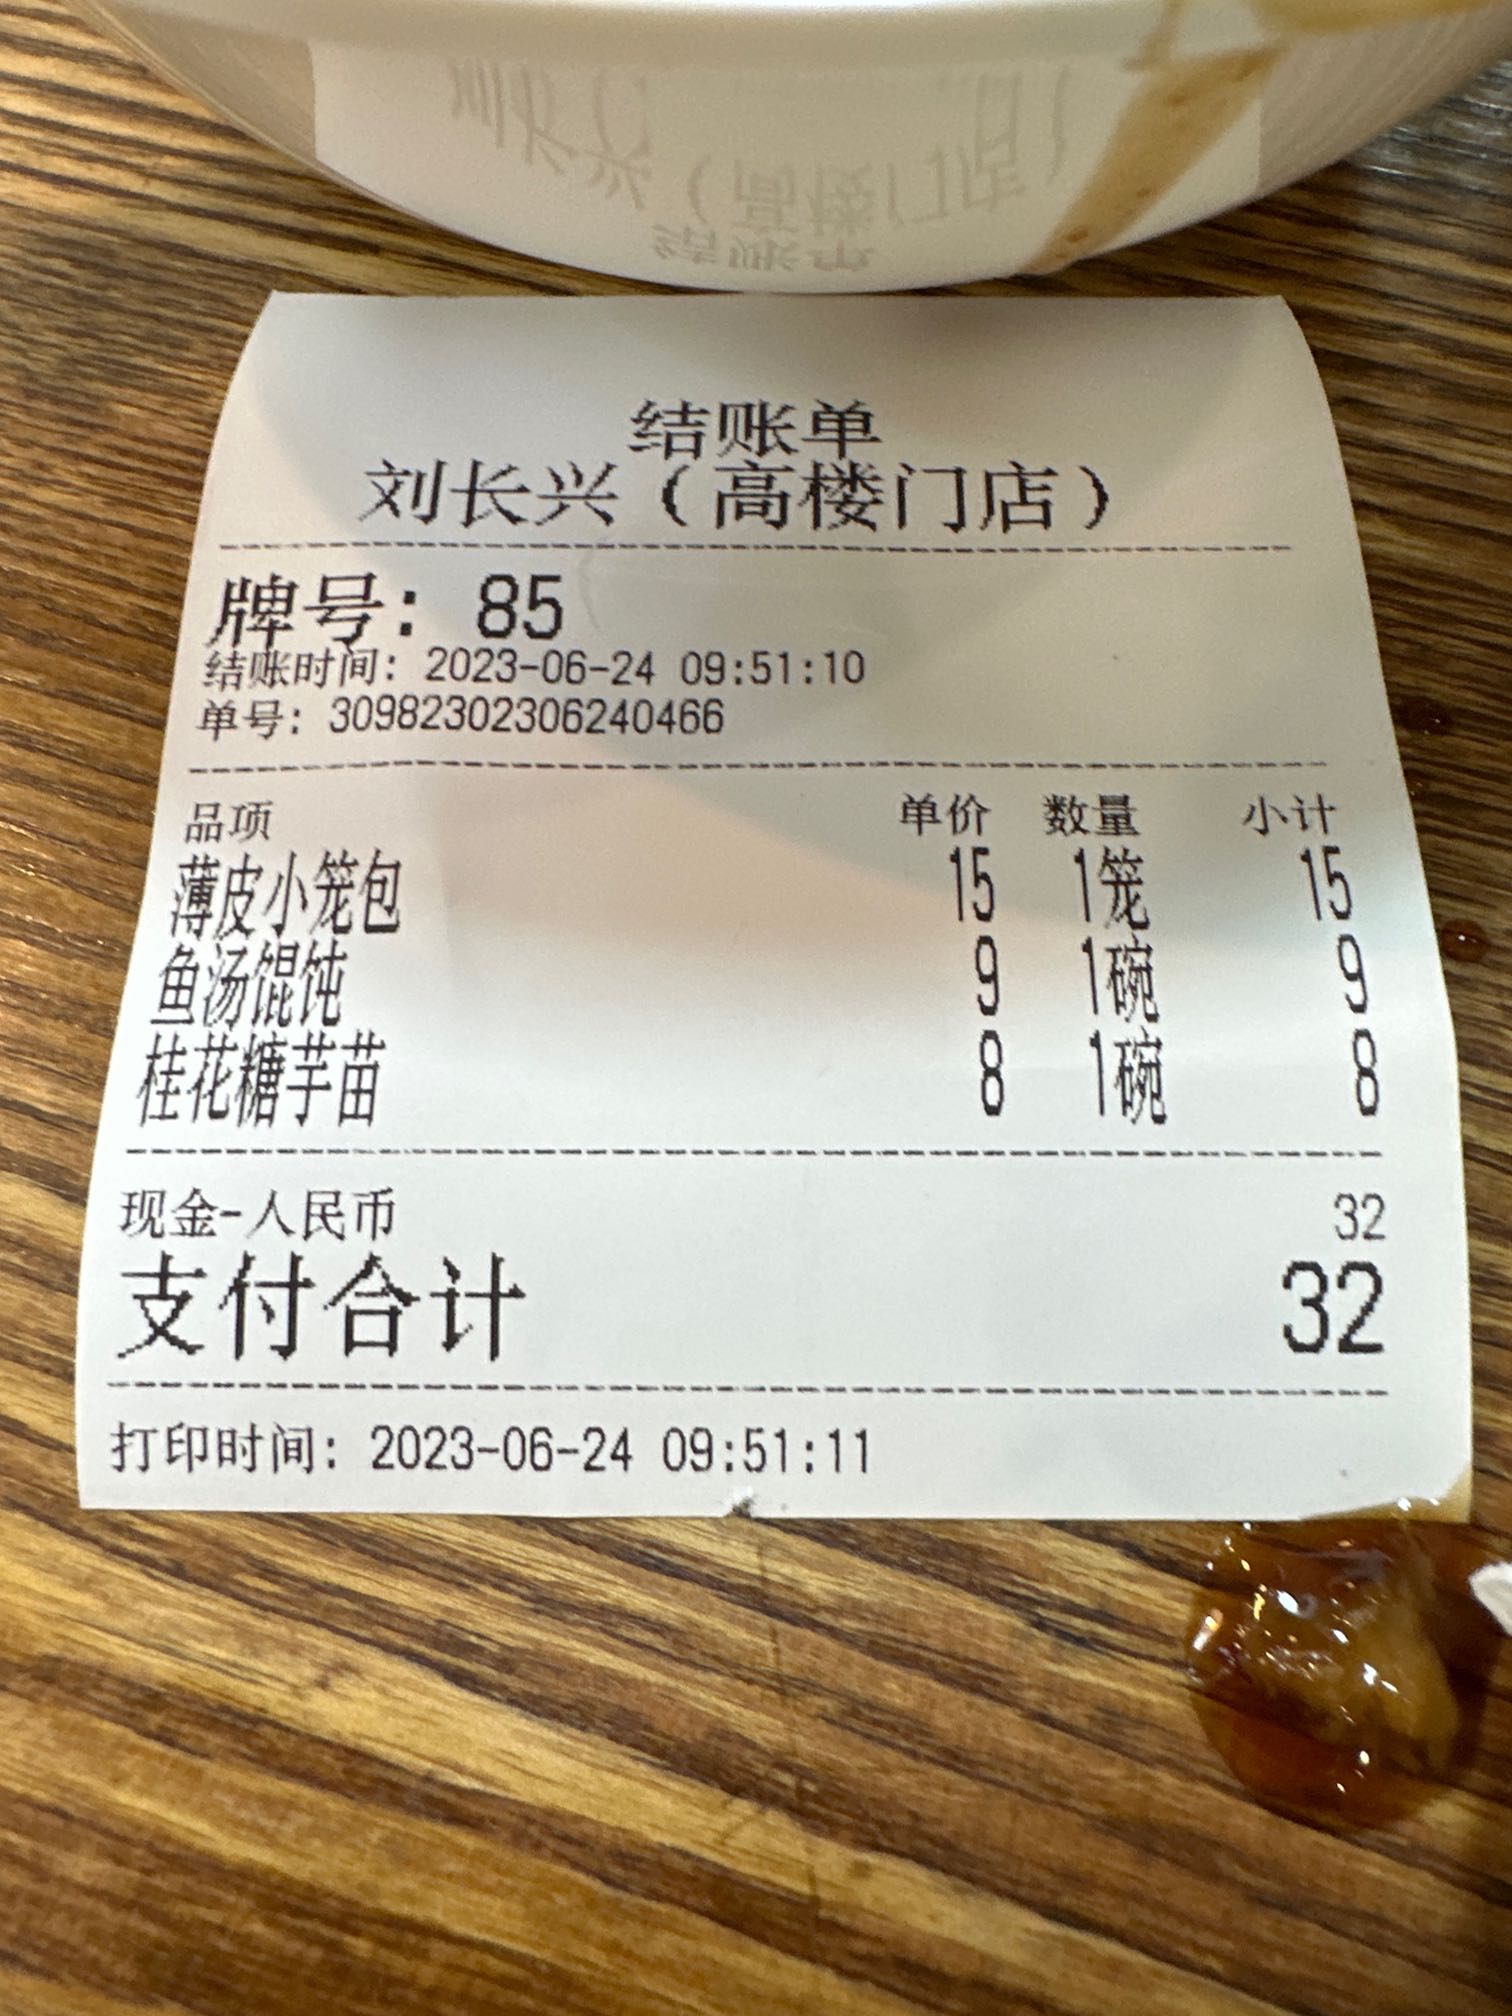 结账单
刘长兴（高楼门店）
牌号：85
结账时间：2023-06-24 09:51:10
单号：30982302306240466
品项 单价 数量 小计
薄皮小笼包 15 1笼 15
鱼汤馄饨 9 1碗 9
桂花糖芋苗 8 1碗 8
现金-人民币 32
支付合计 32
打印时间：2023-06-24 09:51:11